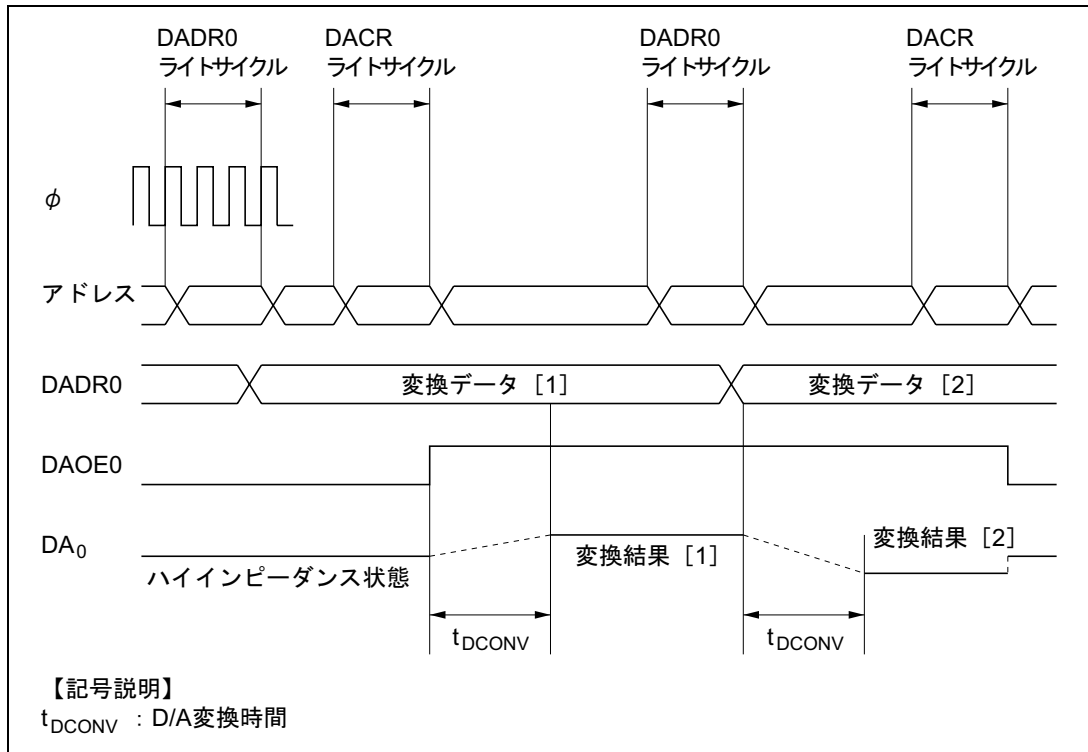 DADR0
ライトサイクル
DACR
ライトサイクル
DADR0
ライトサイクル
DACR
ライトサイクル
φ
アドレス
DADR0
変換データ［1］
変換データ［2］
DAOE0
DA0
ハイインピーダンス状態
変換結果［1］
変換結果［2］
tDCONV
tDCONV
【記号説明】
tDCONV ：D/A変換時間